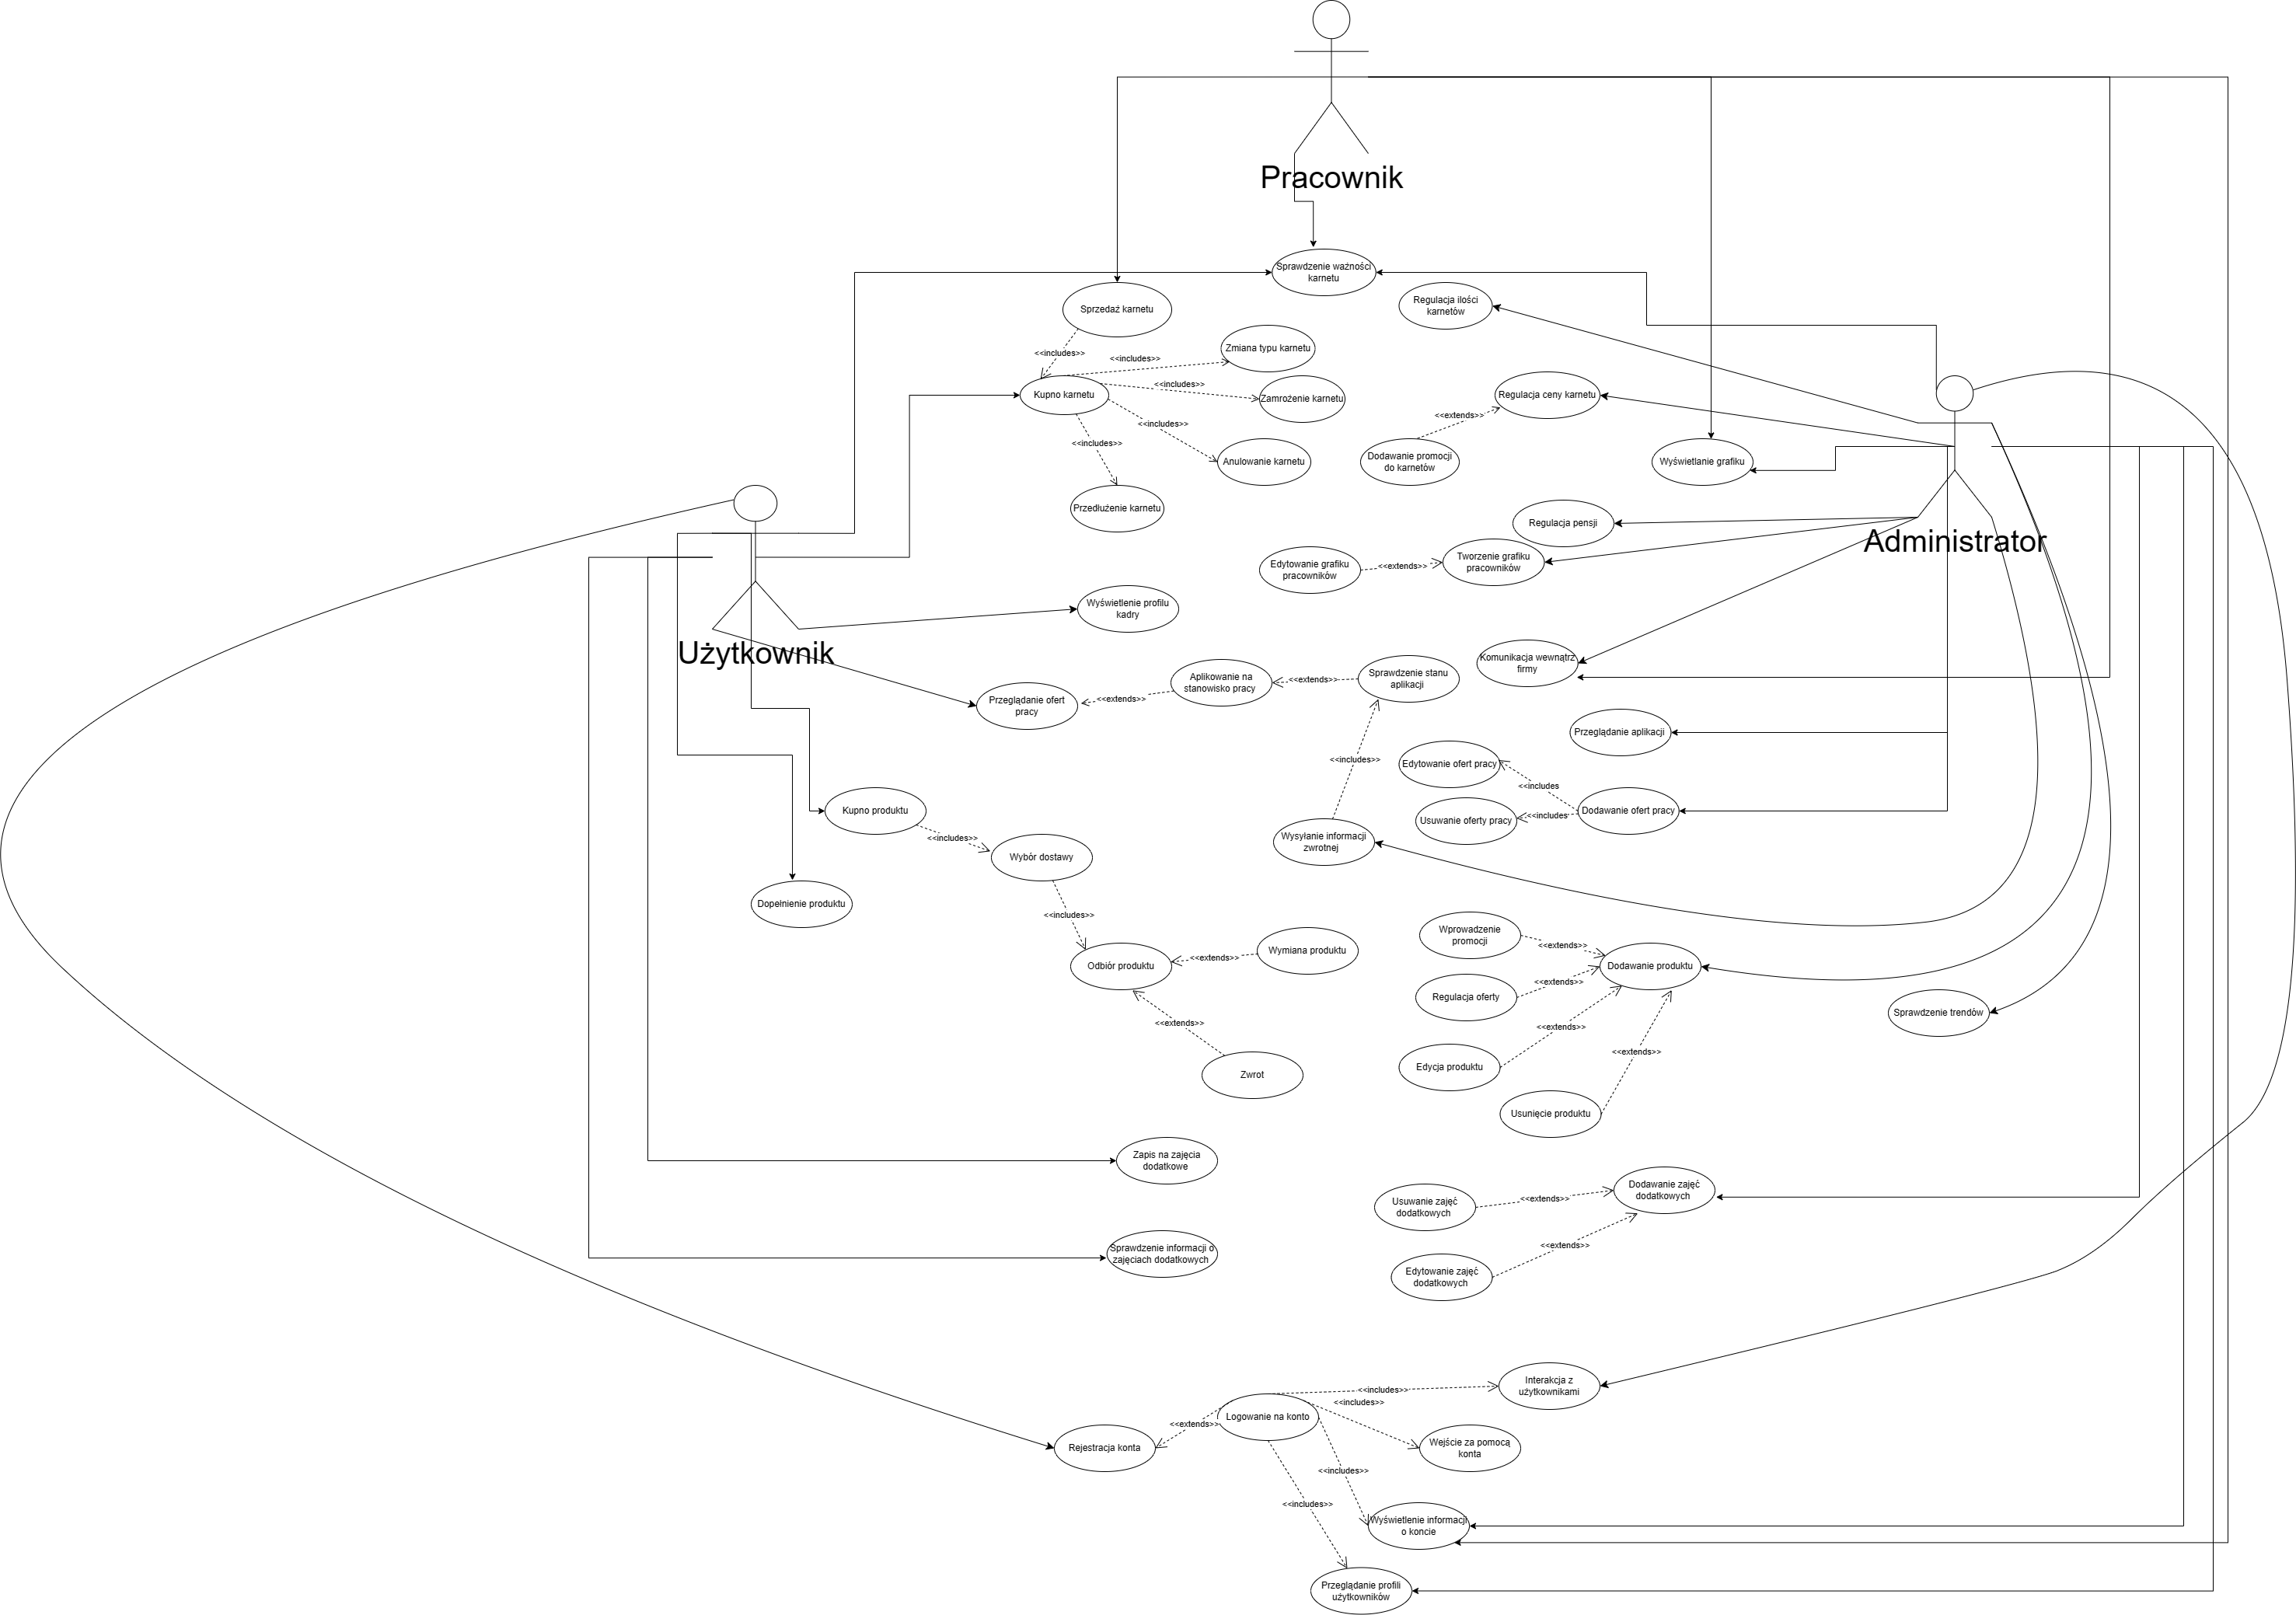 Pracownik
Sprawdzenie ważności
karnetu
Sprzedaż karnetu
Regulacja ilości
karnetów
<<includes>>
Zmiana typu karnetu
<<includes>>
Kupno karnetu
<<includes>>
Zamrożenie karnetu
Regulacja ceny karnetu
<<extends>>
<<includes>>
<<includes>>
Anulowanie karnetu
Dodawanie promocji
do karnetów
Wyświetlanie grafiku
Przedłużenie karnetu
Regulacja pensji
Administrator
Edytowanie grafiku
pracowników
<<extends>>
Tworzenie grafiku
pracowników
Wyświetlenie profilu
kadry
Użytkownik
Komunikacja wewnątrz
firmy
Przeglądanie ofert
pracy
<<extends>>
Aplikowanie na
stanowisko pracy
<<extends>>
Sprawdzenie stanu
aplikacji
Przeglądanie aplikacji
<<includes>>
Edytowanie ofert pracy
<<includes
Kupno produktu
Usuwanie oferty pracy
<<includes
Dodawanie ofert pracy
<<includes>>
Wysyłanie informacji
zwrotnej
Wybór dostawy
Dopełnienie produktu
<<includes>>
Wprowadzenie
promocji
<<extends>>
Wymiana produktu
<<extends>>
Odbiór produktu
Dodawanie produktu
<<extends>>
Regulacja oferty
Sprawdzenie trendów
<<extends>>
<<extends>>
<<extends>>
Edycja produktu
Zwrot
Usunięcie produktu
Zapis na zajęcia
dodatkowe
Dodawanie zajęć
dodatkowych
<<extends>>
Usuwanie zajęć
dodatkowych
<<extends>>
Sprawdzenie informacji o
zajęciach dodatkowych
Edytowanie zajęć
dodatkowych
Interakcja z
użytkownikami
<<includes>>
<<includes>>
Logowanie na konto
<<extends>>
Rejestracja konta
Wejście za pomocą
konta
<<includes>>
<<includes>>
Wyświetlenie informacji
o koncie
Przeglądanie profili
użytkowników